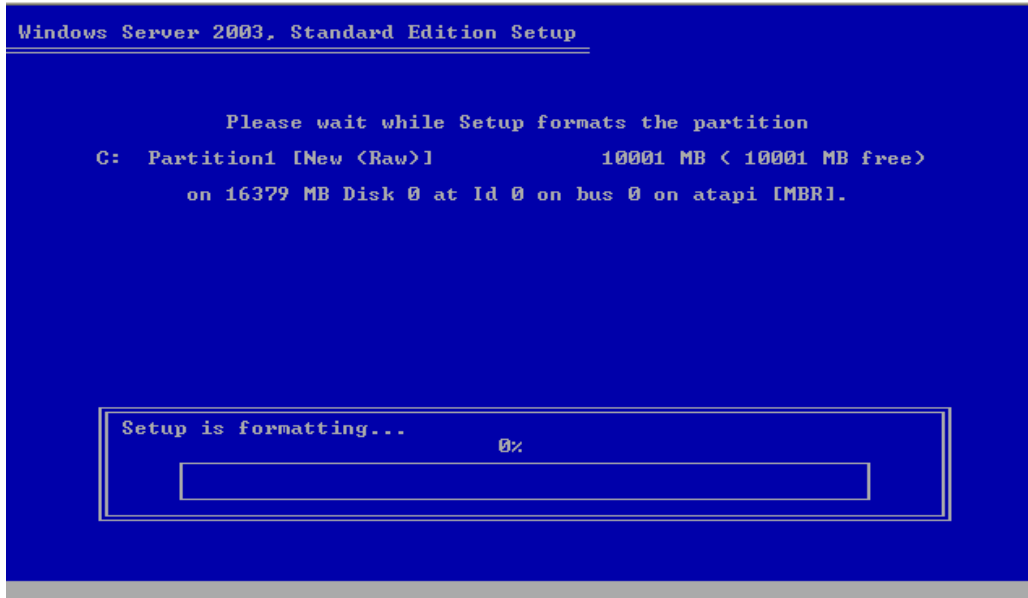 Windows Server 2003, Standard Edition Setup
Please wait while Setup formats the partition
C: Partition1 [New (Raw)] 10001 MB ( 10001 MB free)
on 16379 MB Disk 0 at Id 0 on bus 0 on atapi [MBR].
Setup is formatting...
0%